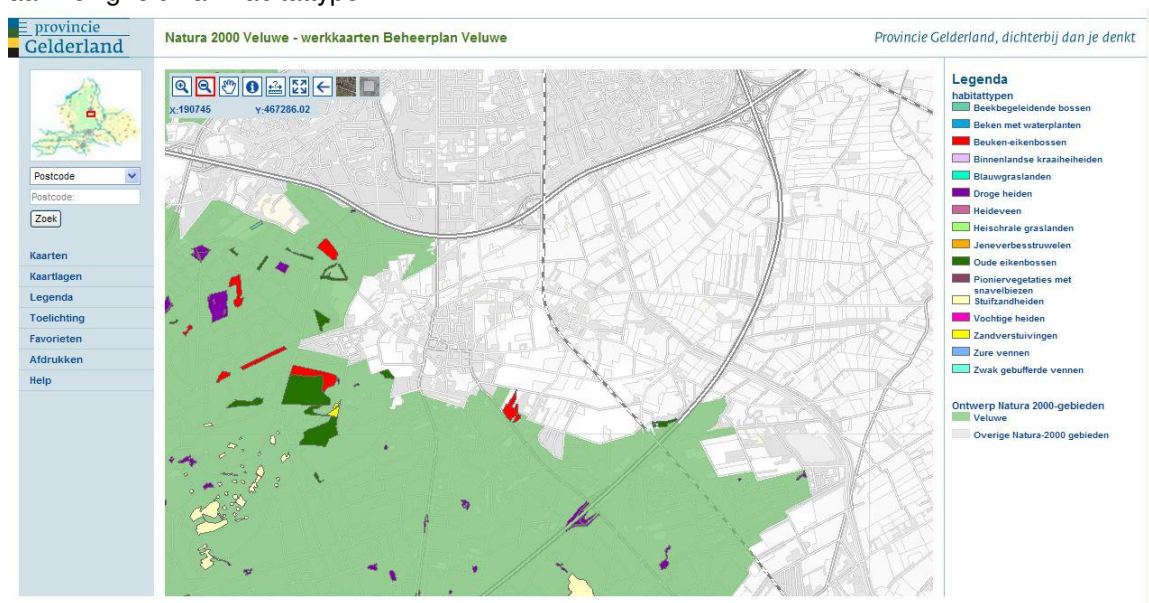 provincie
Gelderland
Natura 2000 Veluwe - werkkaarten Beheerplan Veluwe
Provincie Gelderland, dichterbij dan je denkt
X:190745 Y:467286.02
Postcode
Postcode:
Zoek
Kaarten
Kaartlagen
Legenda
Toelichting
Favorieten
Afdrukken
Help
Legenda
habitattypen
Beekbegeleidende bossen
Beken met waterplanten
Beuken-eikenbossen
Binnenlandse kraaiheiheiden
Blauwgraslanden
Droge heiden
Heideveen
Heischrale graslanden
Jeneverbesstruwelen
Oude eikenbossen
Pioniervegetaties met
snavelbiezen
Stuifzandheiden
Vochtige heiden
Zandverstuivingen
Zure vennen
Zwak gebufferde vennen
Ontwerp Natura 2000-gebieden
Veluwe
Overige Natura-2000 gebieden